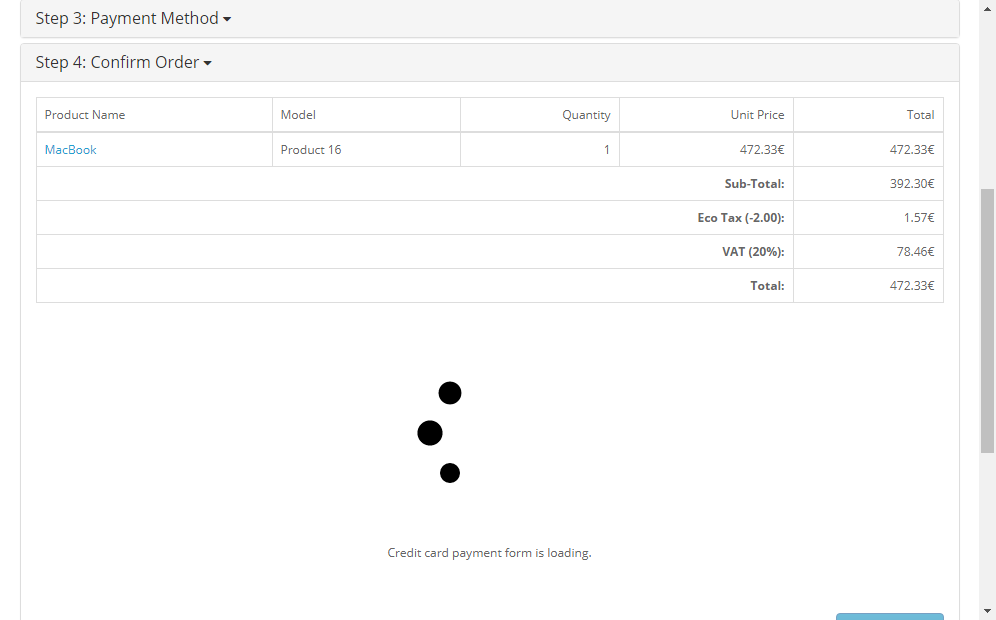 Step 3: Payment Method
Step 4: Confirm Order
Product Name Model Quantity Unit Price Total
MacBook Product 16 1 472.33€ 472.33€
Sub-Total: 392.30€
Eco Tax (-2.00): 1.57€
VAT (20%): 78.46€
Total: 472.33€
Credit card payment form is loading.